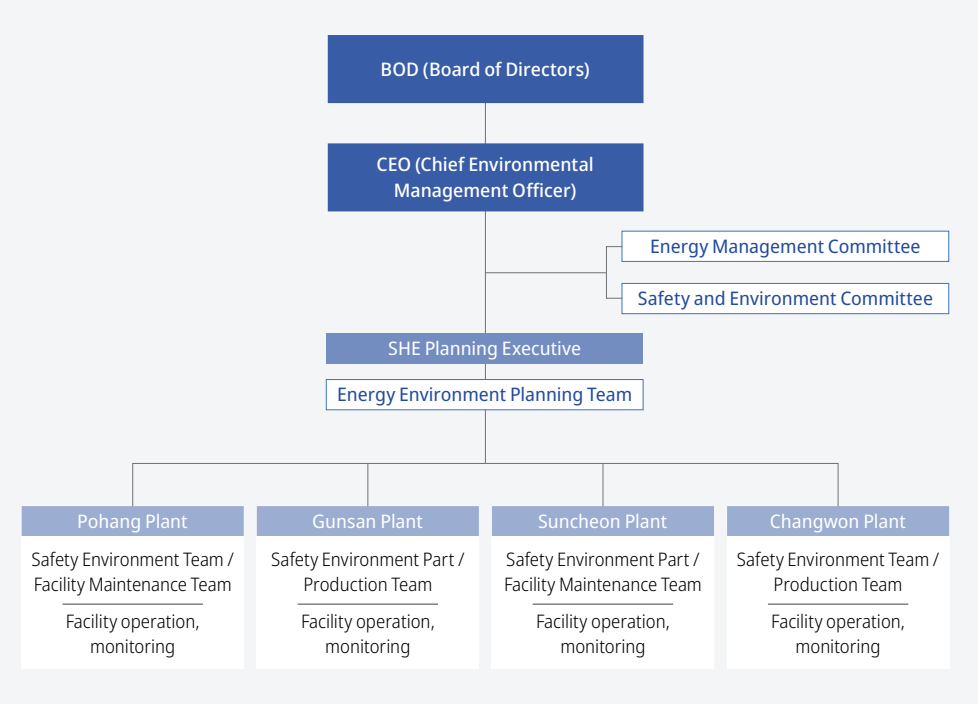 BOD (Board of Directors)
CEO (Chief Environmental
Management Officer)
Energy Management Committee
Safety and Environment Committee
SHE Planning Executive
Energy Environment Planning Team
Pohang Plant
Safety Environment Team /
Facility Maintenance Team
Facility operation,
monitoring
Gunsan Plant
Safety Environment Part /
Production Team
Facility operation,
monitoring
Suncheon Plant
Safety Environment Part /
Facility Maintenance Team
Facility operation,
monitoring
Changwon Plant
Safety Environment Team /
Production Team
Facility operation,
monitoring